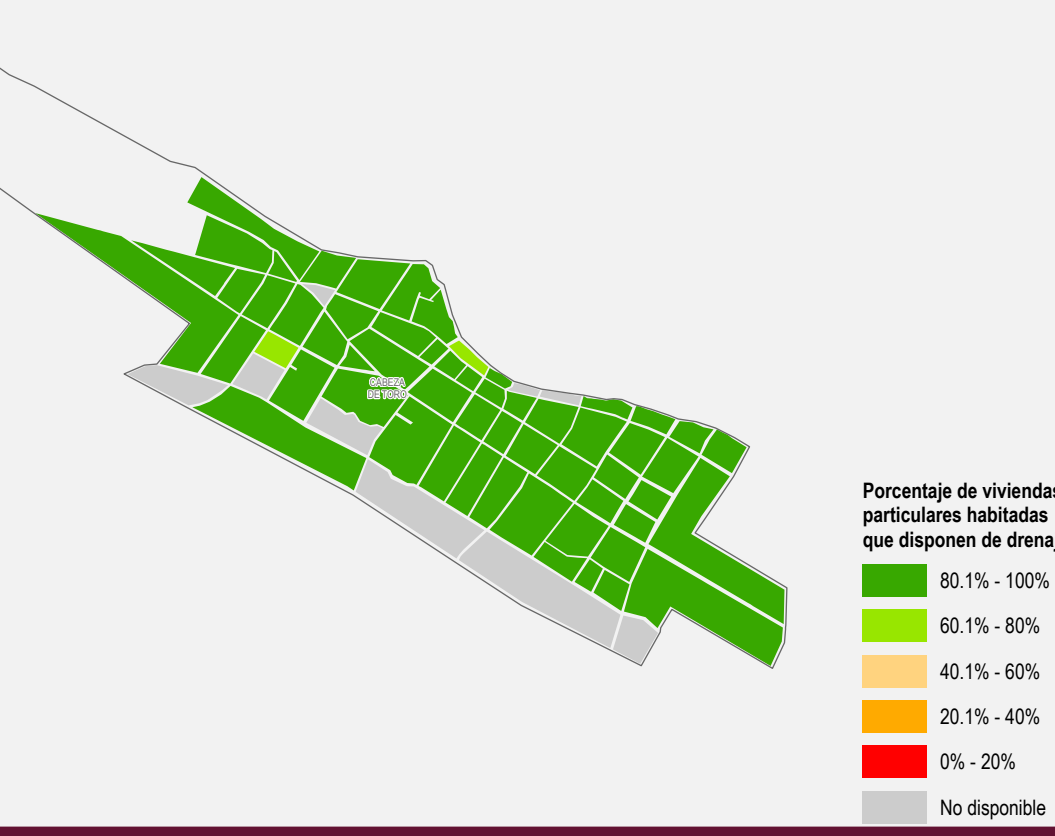 CABEZA
DE TORO
Porcentaje de viviendas
particulares habitadas
que disponen de drenaj
80.1% - 100%
60.1% - 80%
40.1% - 60%
20.1% - 40%
0% - 20%
No disponible